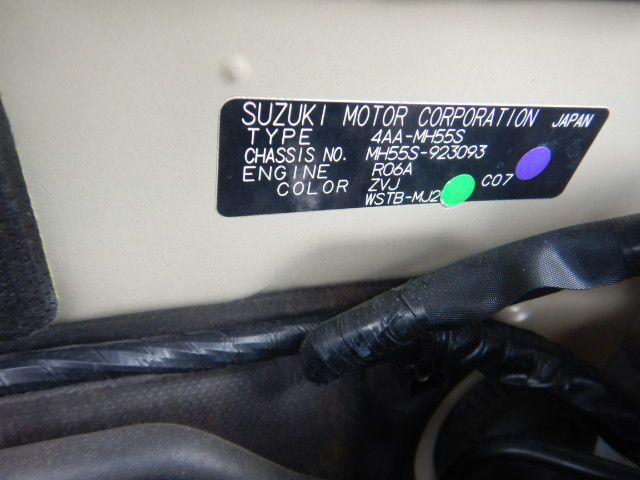 SUZUKI MOTOR CORPORATION JAPAN
TYPE 4AA-MH55S
CHASSIS NO. MH55S-923093
ENGINE R06A
COLOR ZVJ C07
WSTB-MJ2